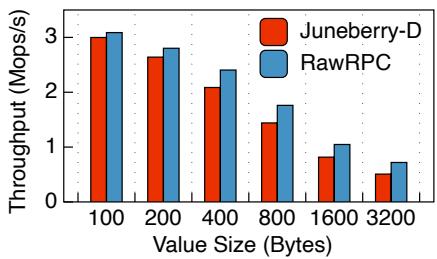 Throughput (Mops/s)
3
2
1
0
Juneberry-D
RawRPC
100 200 400 800 1600 3200
Value Size (Bytes)